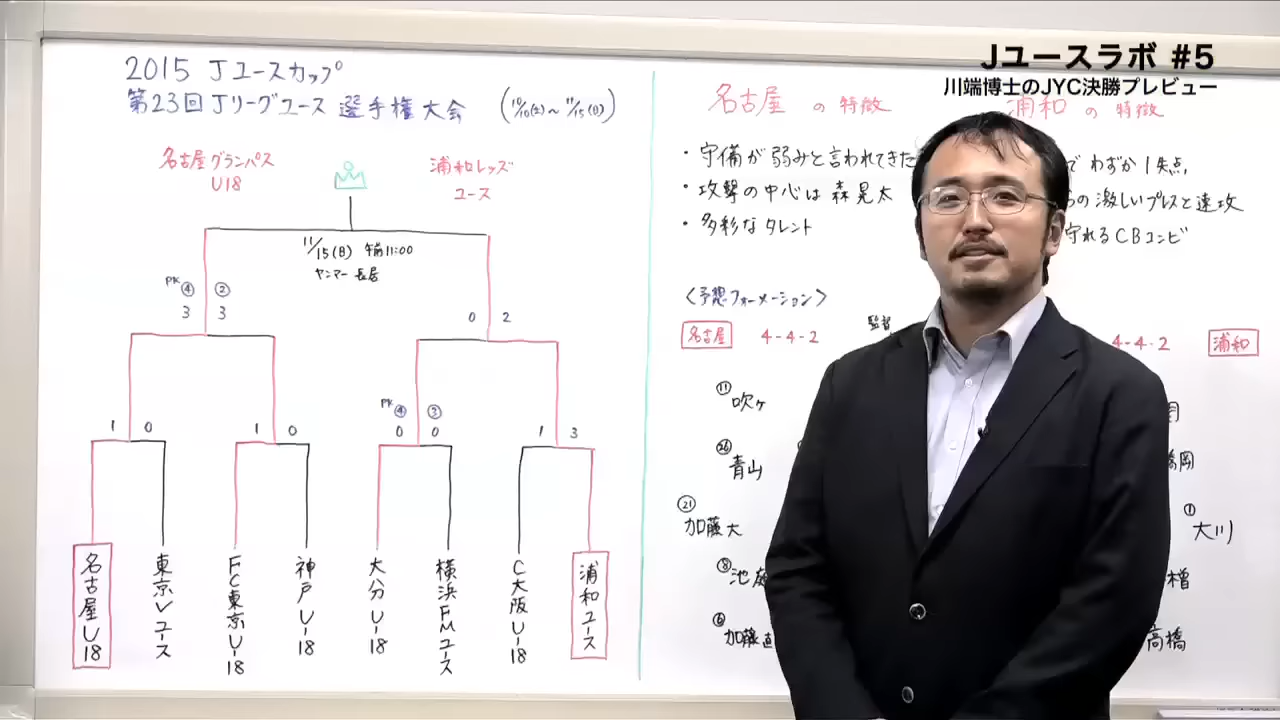 Jユースラボ #5
川端博士のJYC決勝プレビュー
2015 Jユースカップ
第23回Jリーグユース 選手権大会 (10/10(土)~11/15(日))
名古屋グランパス
U18
浦和レッズ
ユース
11/15(日) 午前11:00
ヤンマー長居
PK ④ ②
3 3
0 2
1 0
1 0
PK ④ ③
0 0
1 3
名古屋U18
東京Vユース
FC東京U-18
神戸U-18
大分U-18
横浜FMユース
C大阪U-18
浦和ユース
名古屋 の 特徴
・守備が弱みと言われてきた
・攻撃の中心は 森晃太
・多彩なタレント
浦和 の 特徴
で わずか1失点
の激しいプレスと速攻
守れるCBコンビ
<予想フォーメーション>
名古屋 4-4-2
監督
4-4-2 浦和
⑪ 吹ヶ
㉖ 青山
㉑ 加藤大
⑧ 池庭
⑥ 加藤直
① 大川
高橋